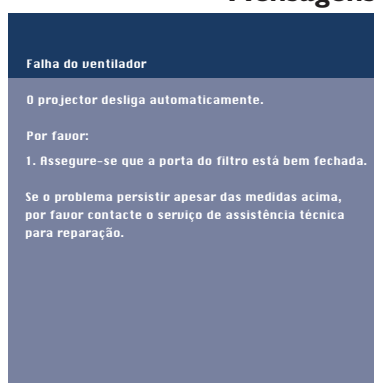 Falha do ventilador
O projector desliga automaticamente.
Por favor:
1. Assegure-se que a porta do filtro está bem fechada.
Se o problema persistir apesar das medidas acima,
por favor contacte o serviço de assistência técnica
para reparação.